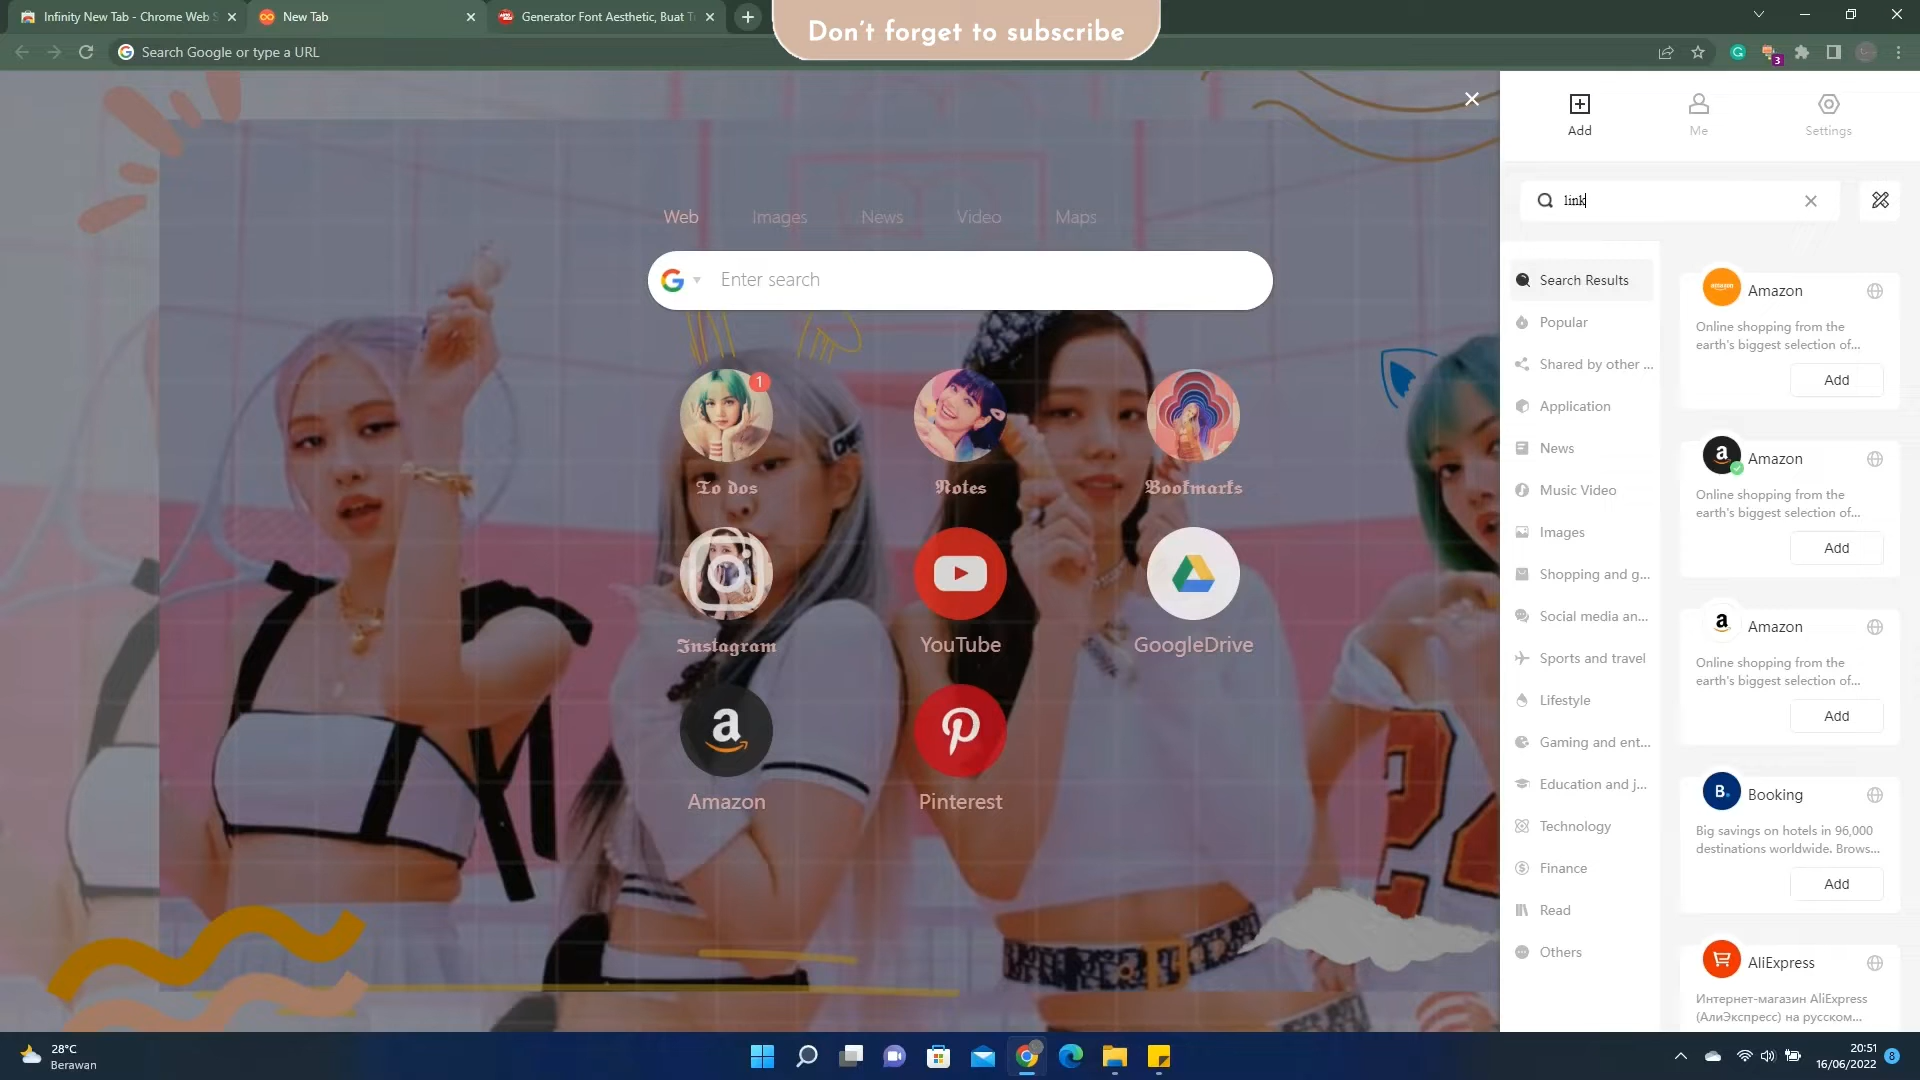 Infinity New Tab - Chrome Web S
New Tab
Generator Font Aesthetic, Buat T
Don't forget to subscribe
Search Google or type a URL
3
Add
Me
Settings
link
Web
Images
News
Video
Maps
Enter search
1
To dos
Notes
Bookmarks
Instagram
YouTube
GoogleDrive
Amazon
Pinterest
Search Results
Popular
Shared by other ...
Application
News
Music Video
Images
Shopping and g...
Social media an...
Sports and travel
Lifestyle
Gaming and ent...
Education and j...
Technology
Finance
Read
Others
amazon
Amazon
Online shopping from the
earth's biggest selection of...
Add
a
Amazon
Online shopping from the
earth's biggest selection of...
Add
a
Amazon
Online shopping from the
earth's biggest selection of...
Add
B.
Booking
Big savings on hotels in 96,000
destinations worldwide. Brows...
Add
AliExpress
Интернет-магазин AliExpress
(АлиЭкспресс) на русском...
28°C
Berawan
20:51
16/06/2022
8